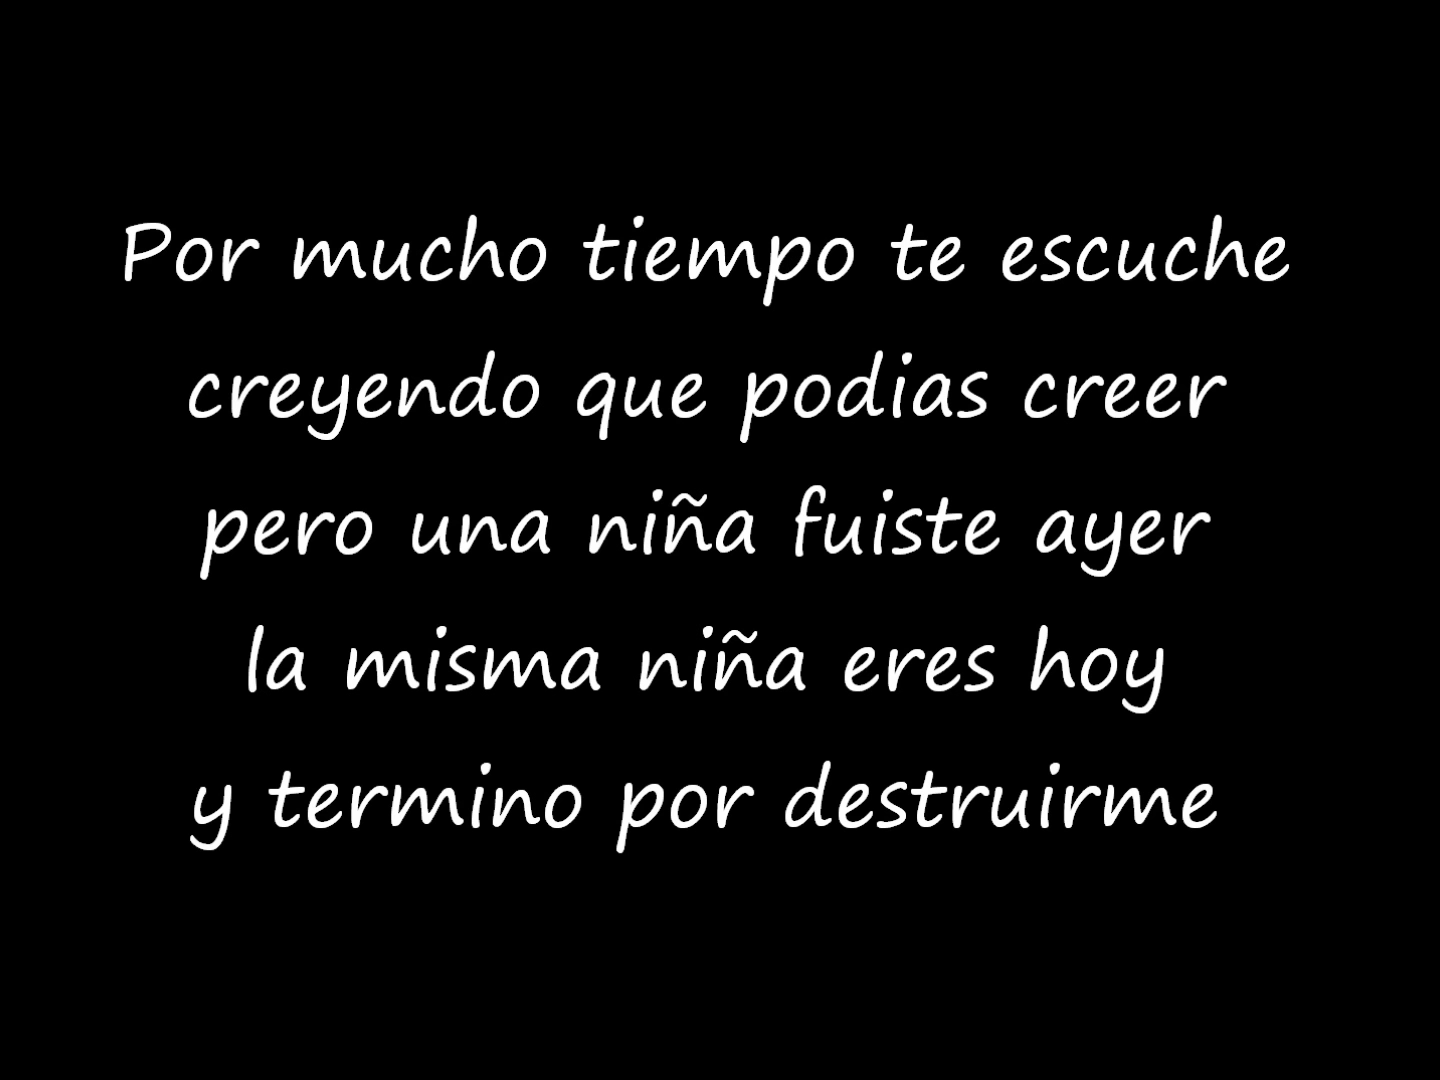 Por mucho tiempo te escuche
creyendo que podias creer
pero una niña fuiste ayer
la misma niña eres hoy
y termino por destruirme